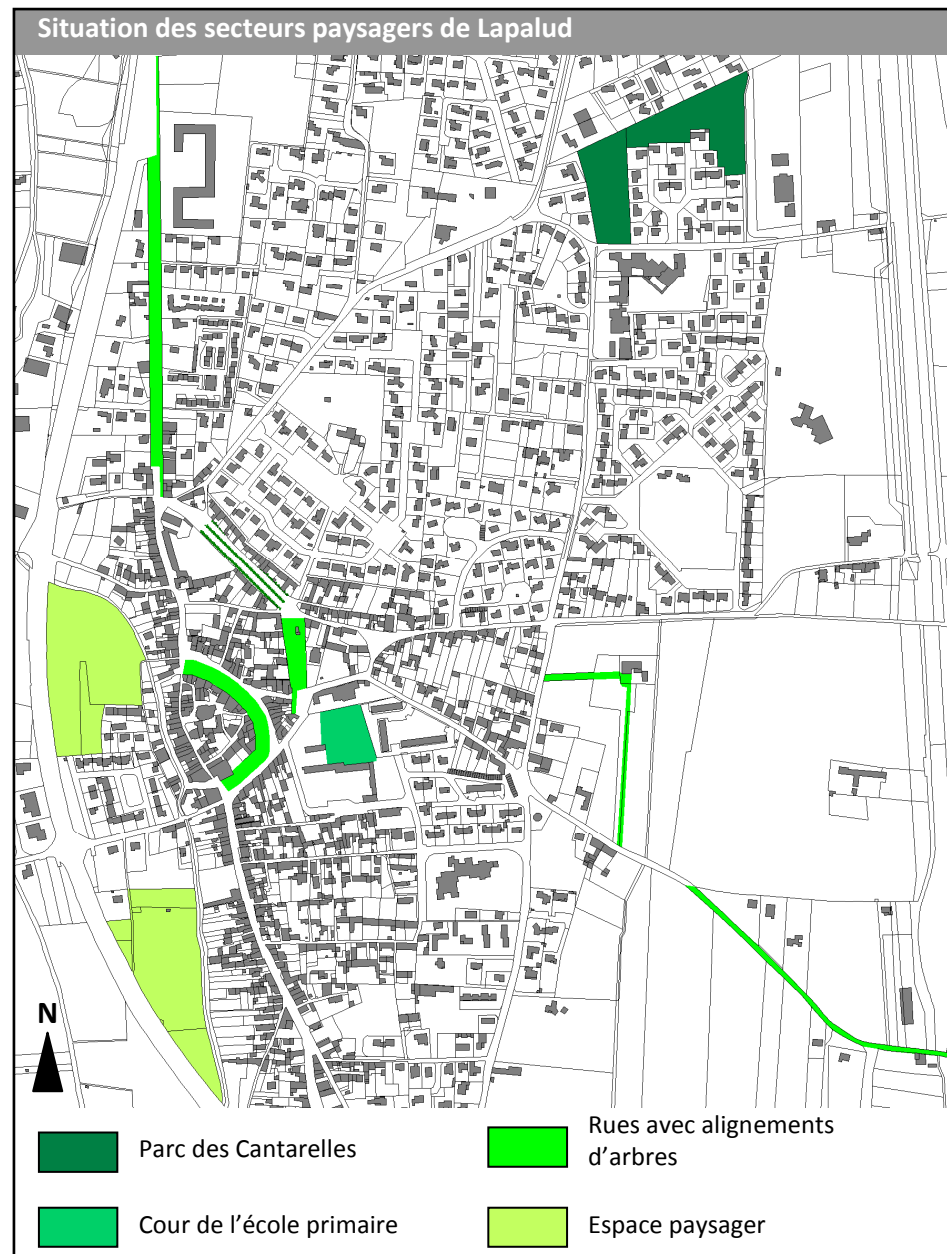 Situation des secteurs paysagers de Lapalud
N
Parc des Cantarelles
Rues avec alignements
d’arbres
Cour de l’école primaire
Espace paysager